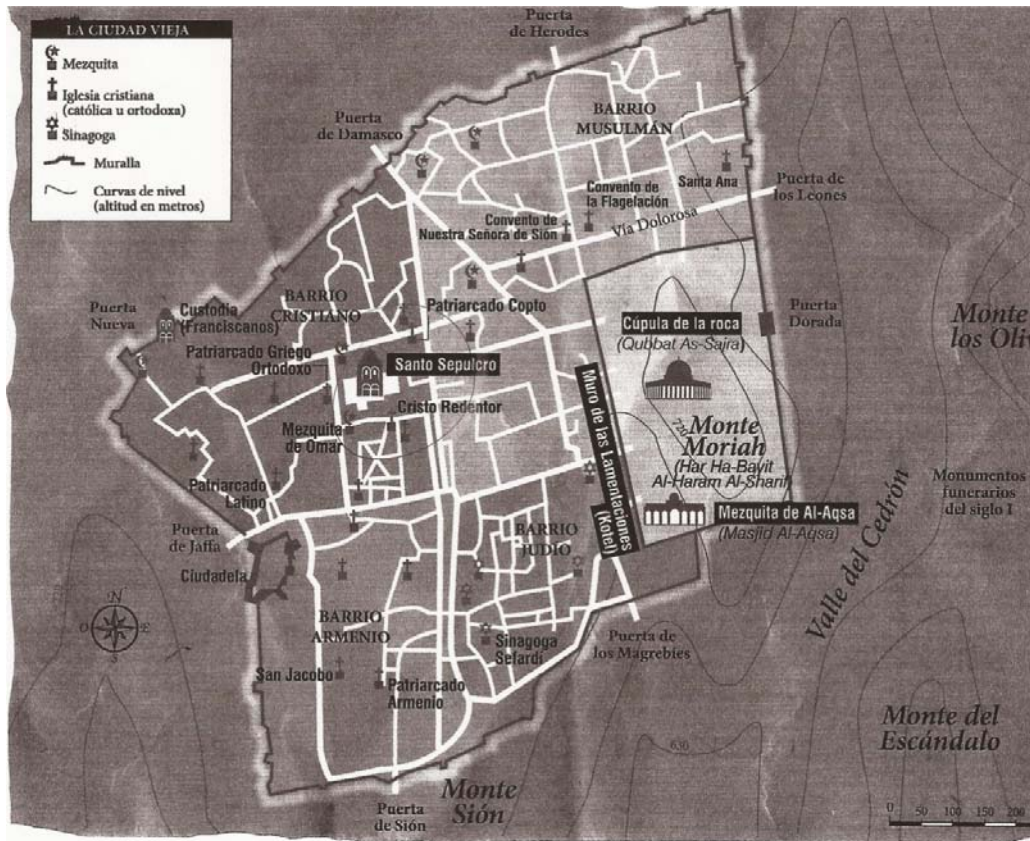 LA CIUDAD VIEJA
Mezquita
Iglesia cristiana
(católica u ortodoxa)
Sinagoga
Muralla
Curvas de nivel
(altitud en metros)
Puerta
de Herodes
Puerta
de Damasco
BARRIO
MUSULMÁN
Santa Ana
Puerta de
los Leones
Convento de
la Flagelación
Convento de
Nuestra Señora de Sión
Vía Dolorosa
Puerta
Nueva
Custodia
(Franciscanos)
BARRIO
CRISTIANO
Patriarcado Copto
Patriarcado Griego
Ortodoxo
Santo Sepulcro
Cúpula de la roca
(Qubbat As-Sajra)
Puerta
Dorada
Monte
los Oliv
Cristo Redentor
Mezquita
de Omar
Muro de las Lamentaciones
(Kotel)
720
Monte
Moriah
(Har Ha-Bayit
Al-Haram Al-Sharif)
Monumentos
funerarios
del siglo I
Patriarcado
Latino
Mezquita de Al-Aqsa
(Masjid Al-Aqsa)
Puerta
de Jaffa
Ciudadela
BARRIO
JUDÍO
Valle del Cedrón
N
O
E
S
BARRIO
ARMENIO
Sinagoga
Sefardí
Puerta de
los Magrebíes
San Jacobo
Patriarcado
Armenio
Monte del
Escándalo
630
Monte
Sión
Puerta
de Sión
0 50 100 150 200